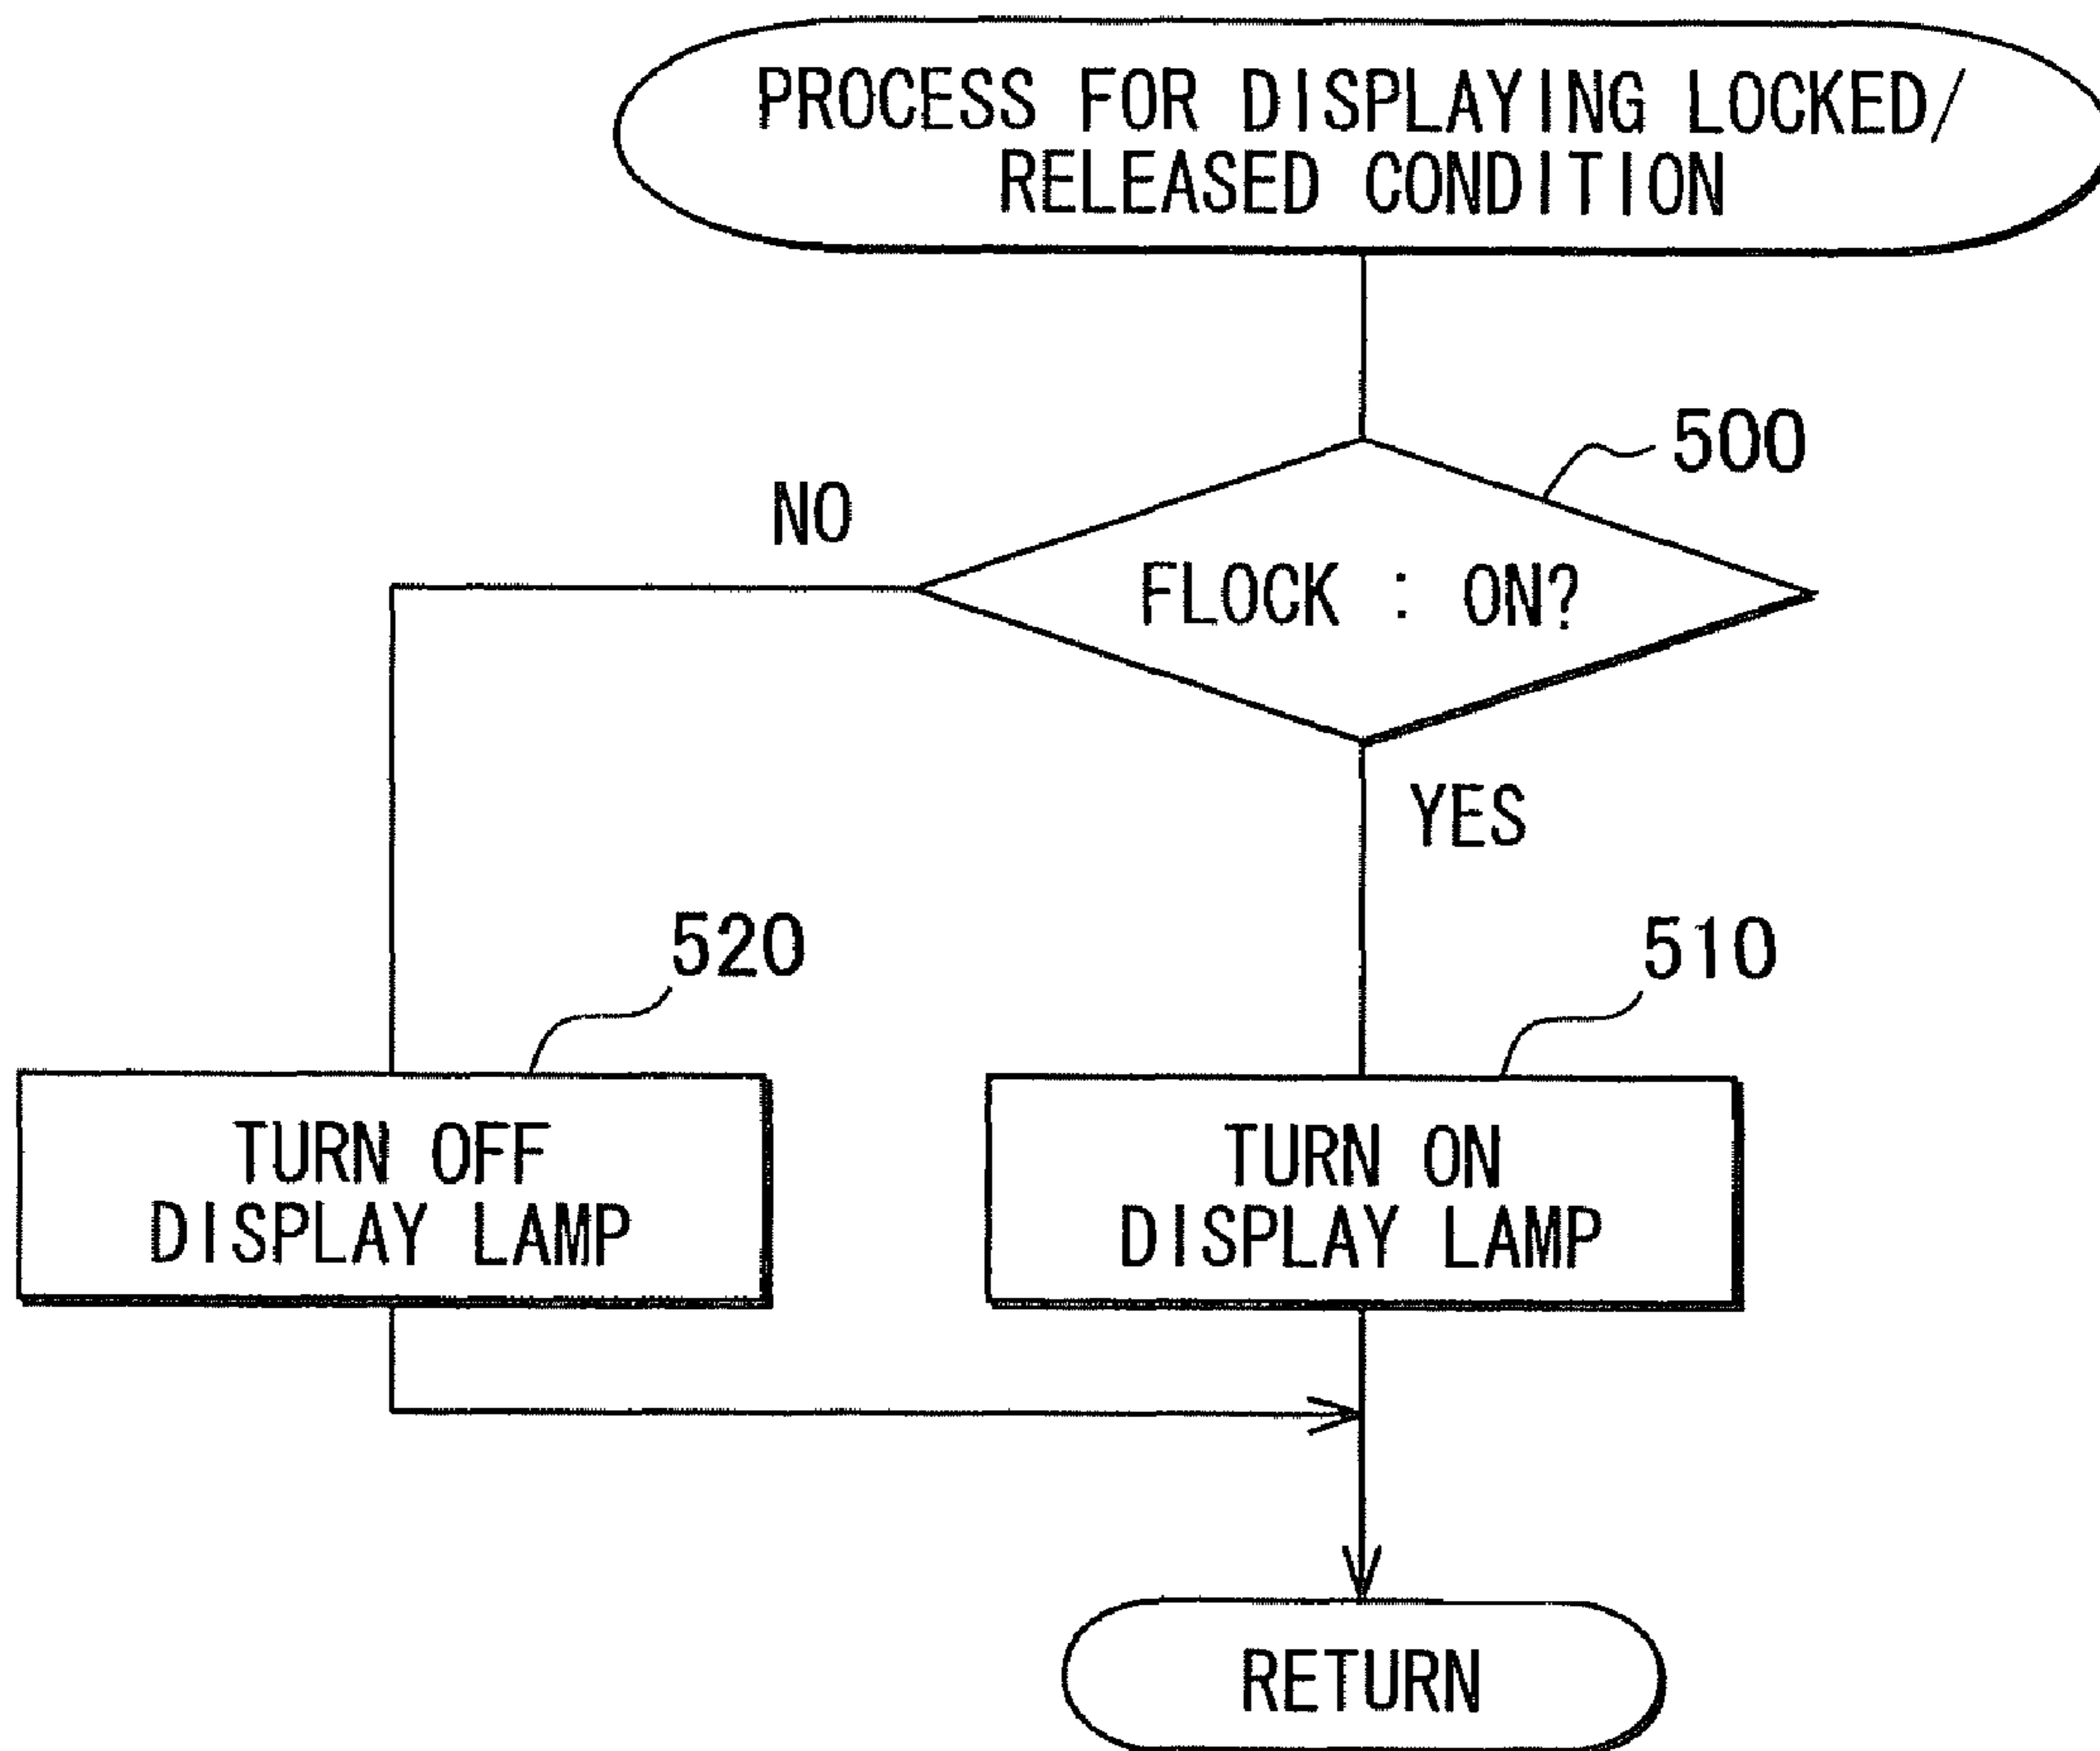 PROCESS FOR DISPLAYING LOCKED/
RELEASED CONDITION
500
NO
FLOCK : ON?
YES
520
510
TURN OFF
DISPLAY LAMP
TURN ON
DISPLAY LAMP
RETURN